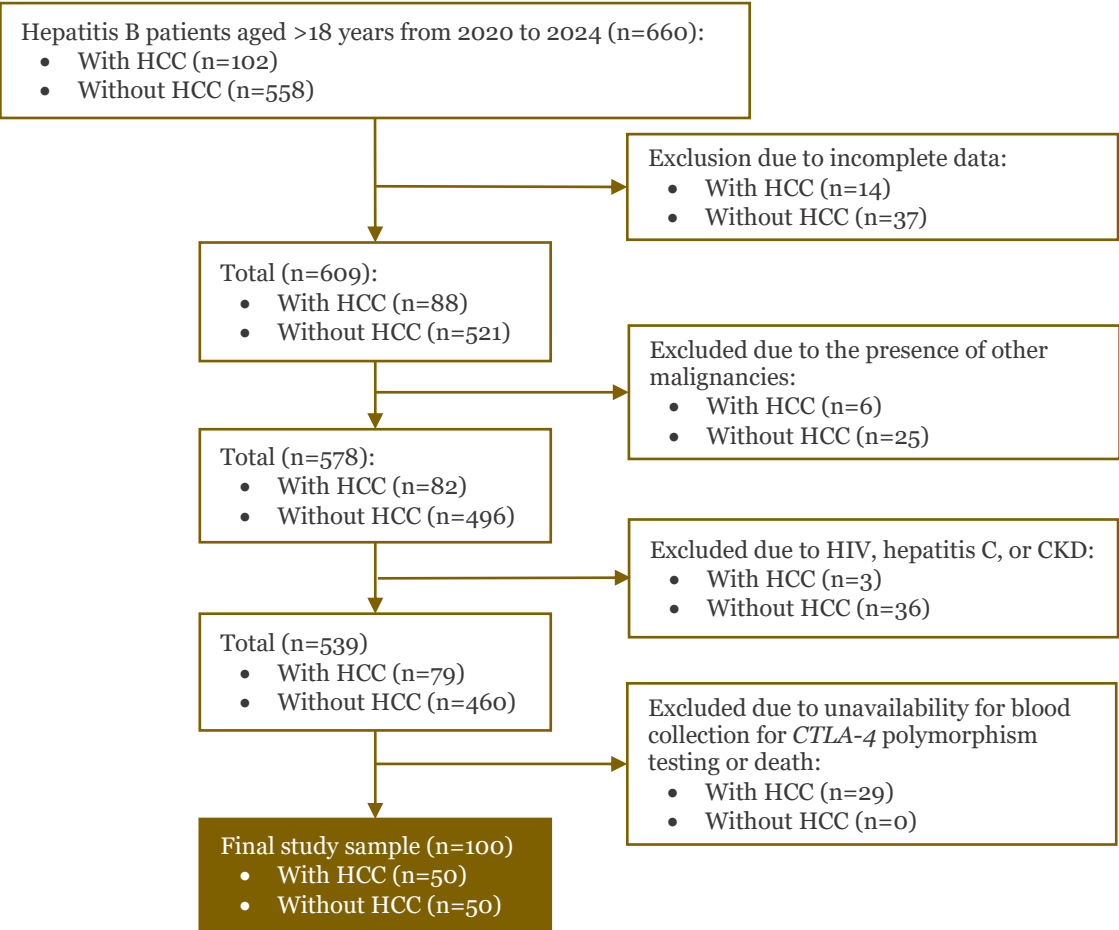 Hepatitis B patients aged >18 years from 2020 to 2024 (n=660):
• With HCC (n=102)
• Without HCC (n=558)
Exclusion due to incomplete data:
• With HCC (n=14)
• Without HCC (n=37)
Total (n=609):
• With HCC (n=88)
• Without HCC (n=521)
Excluded due to the presence of other
malignancies:
• With HCC (n=6)
• Without HCC (n=25)
Total (n=578):
• With HCC (n=82)
• Without HCC (n=496)
Excluded due to HIV, hepatitis C, or CKD:
• With HCC (n=3)
• Without HCC (n=36)
Total (n=539)
• With HCC (n=79)
• Without HCC (n=460)
Excluded due to unavailability for blood
collection for CTLA-4 polymorphism
testing or death:
• With HCC (n=29)
• Without HCC (n=0)
Final study sample (n=100)
• With HCC (n=50)
• Without HCC (n=50)